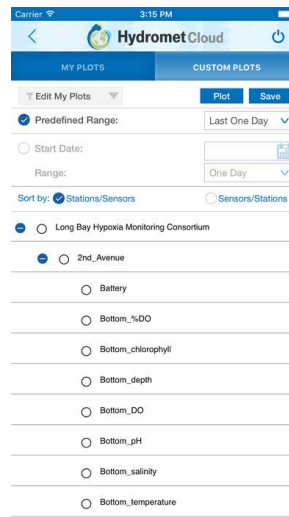 Carrier 3:15 PM
Hydromet Cloud
MY PLOTS CUSTOM PLOTS
Edit My Plots Plot Save
Predefined Range: Last One Day
Start Date:
Range: One Day
Sort by: Stations/Sensors Sensors/Stations
Long Bay Hypoxia Monitoring Consortium
2nd_Avenue
Battery
Bottom_%DO
Bottom_chlorophyll
Bottom_depth
Bottom_DO
Bottom_pH
Bottom_salinity
Bottom_temperature